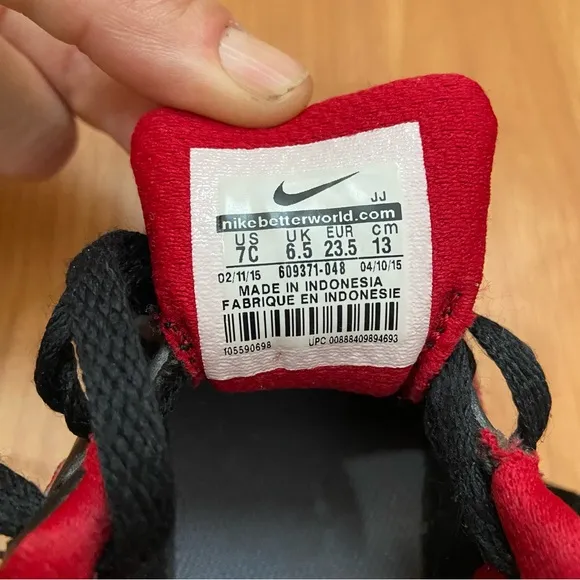 JJ
nikebetterworld.com
US UK EUR cm
7C 6.5 23.5 13
02/11/15 609371-048 04/10/15
MADE IN INDONESIA
FABRIQUE EN INDONESIE
T05590698 UPC 00888409894693